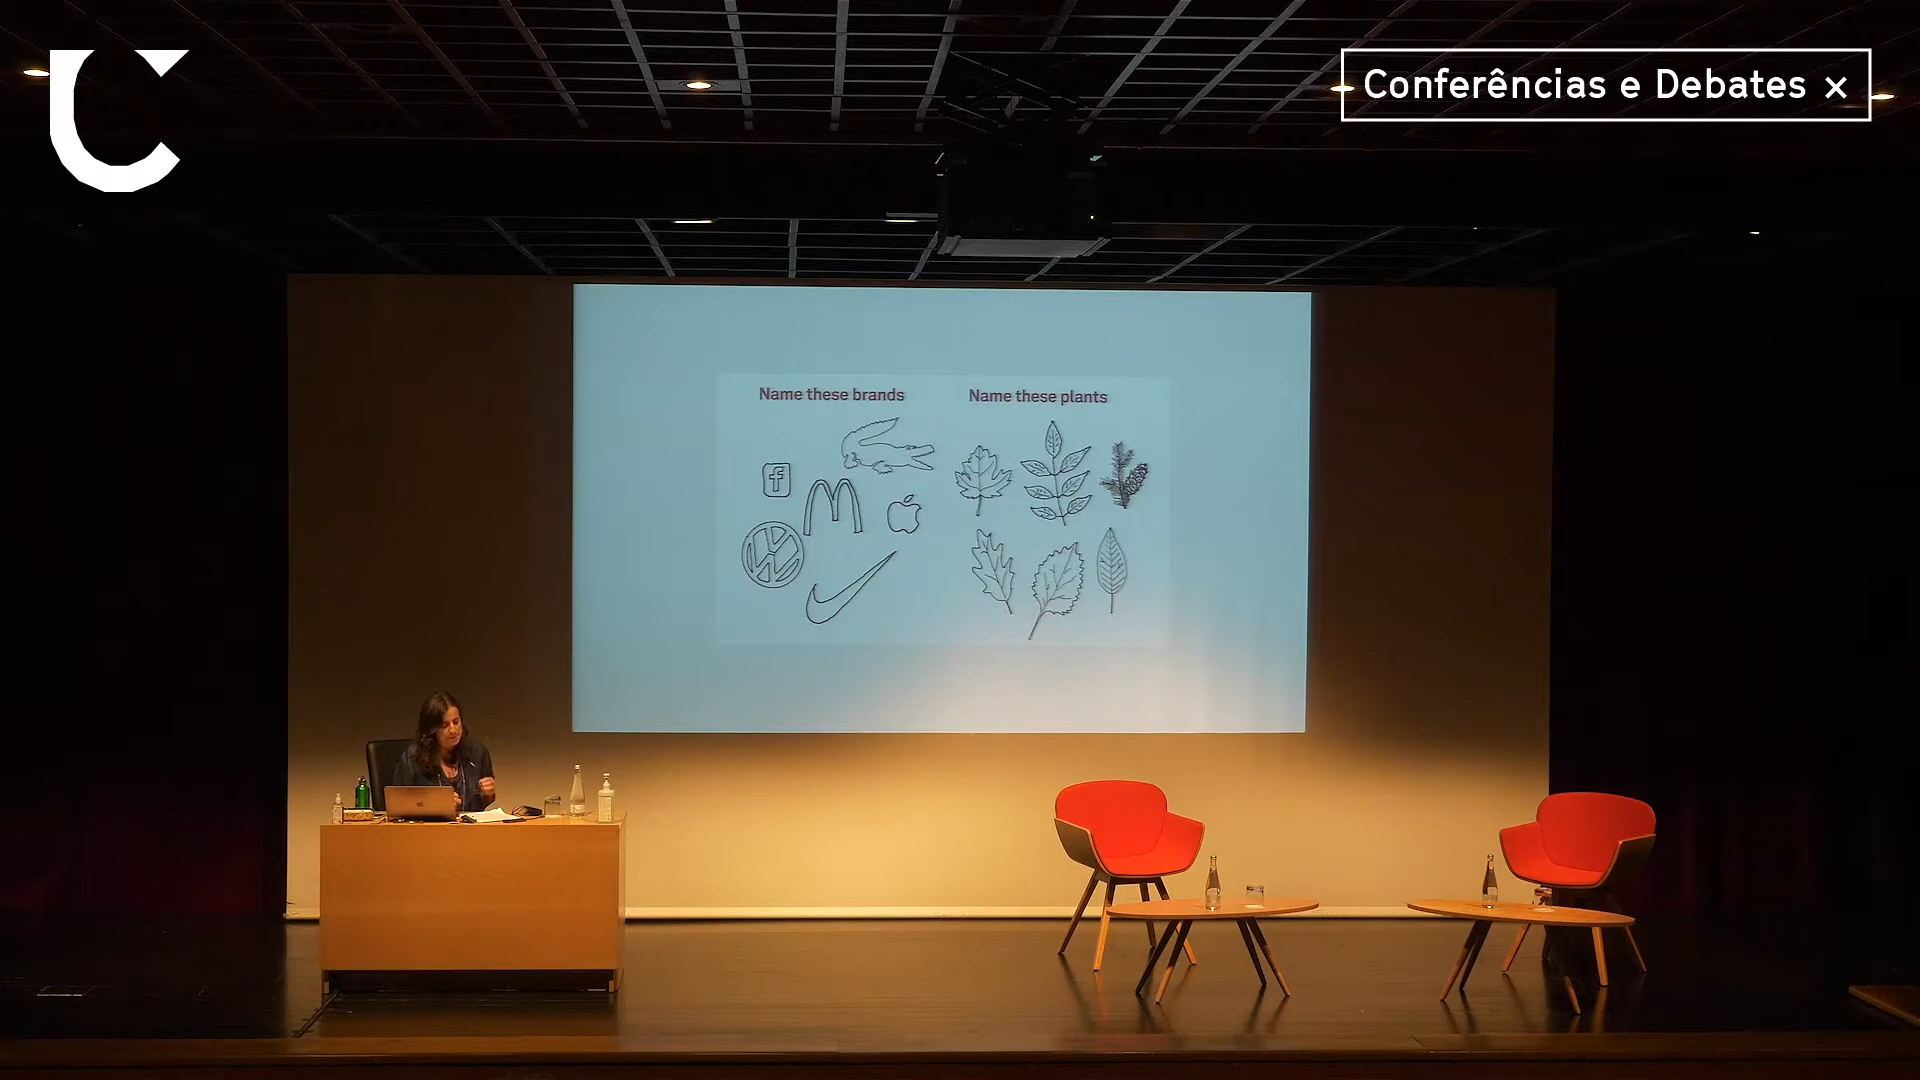 Conferências e Debates ×
Name these brands
Name these plants
f